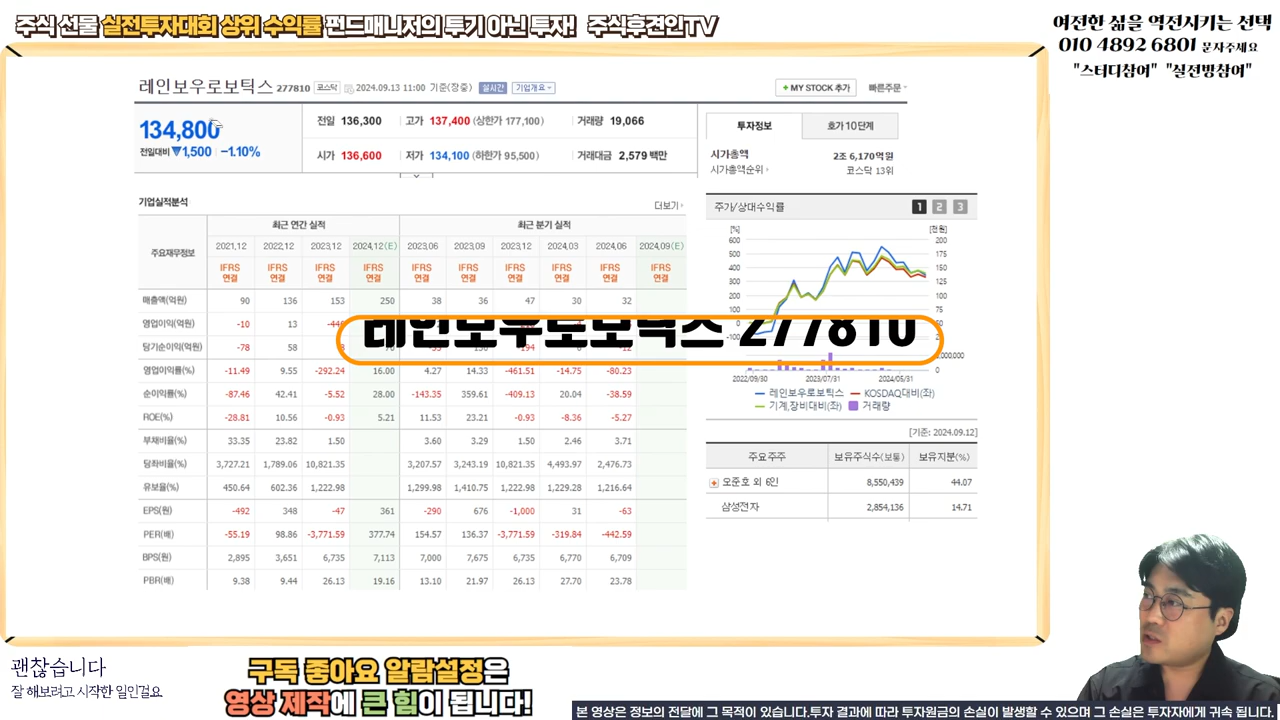 주식 선물 실전투자대회 상위 수익률 펀드매니저의 투기 아닌 투자! 주식후견인TV
여전한 삶을 역전시키는 선택
010 4892 6801 문자주세요
"스터디참여" "실전방참여"
레인보우로보틱스 277810 코스닥 2024.09.13 11:00 기준(장중) 실시간 기업개요
+ MY STOCK 추가 빠른주문
134,800
전일대비 ▼1,500 -1.10%
전일 136,300 고가 137,400 (상한가 177,100) 거래량 19,066
시가 136,600 저가 134,100 (하한가 95,500) 거래대금 2,579 백만
투자정보 호가 10단계
시가총액 2조 6,170억원
시가총액순위 코스닥 13위
기업실적분석 더보기
주요재무정보 최근 연간 실적 최근 분기 실적
2021.12 2022.12 2023.12 2024.12(E) 2023.06 2023.09 2023.12 2024.03 2024.06 2024.09(E)
IFRS 연결 IFRS 연결 IFRS 연결 IFRS 연결 IFRS 연결 IFRS 연결 IFRS 연결 IFRS 연결 IFRS 연결 IFRS 연결
매출액(억원) 90 136 153 250 38 36 47 30 32
영업이익(억원) -10 13
당기순이익(억원) -78 58
영업이익률(%) -11.49 9.55 -292.24 16.00 4.27 14.33 -461.51 -14.75 -80.23
순이익률(%) -87.46 42.41 -5.52 28.00 -143.35 359.61 -409.13 20.04 -38.59
ROE(%) -28.81 10.56 -0.93 5.21 11.53 23.21 -0.93 -8.36 -5.27
부채비율(%) 33.35 23.82 1.50 3.60 3.29 1.50 2.46 3.71
당좌비율(%) 3,727.21 1,789.06 10,821.35 3,207.57 3,243.19 10,821.35 4,493.97 2,476.73
유보율(%) 450.64 602.36 1,222.98 1,299.98 1,410.75 1,222.98 1,229.28 1,216.64
EPS(원) -492 348 -47 361 -290 676 -1,000 31 -63
PER(배) -55.19 98.86 -3,771.59 377.74 154.57 136.37 -3,771.59 -319.84 -442.59
BPS(원) 2,895 3,651 6,735 7,113 7,000 7,675 6,735 6,770 6,709
PBR(배) 9.38 9.44 26.13 19.16 13.10 21.97 26.13 27.70 23.78
레인보우로보틱스 277810
주가/상대수익률 1 2 3
[%] [천원]
600 200
500 175
400 150
300 125
200 100
100 75
0
-100
0
2022/09/30 2023/07/31 2024/05/31
레인보우로보틱스 KOSDAQ대비(좌)
기계,장비대비(좌) 거래량
[기준: 2024.09.12]
주요주주 보유주식수(보통) 보유지분(%)
오준호 외 6인 8,550,439 44.07
삼성전자 2,854,136 14.71
괜찮습니다
잘 해보려고 시작한 일인걸요
구독 좋아요 알람설정은
영상 제작에 큰 힘이 됩니다!
본 영상은 정보의 전달에 그 목적이 있습니다.투자 결과에 따라 투자원금의 손실이 발생할 수 있으며 그 손실은 투자자에게 귀속 됩니다.